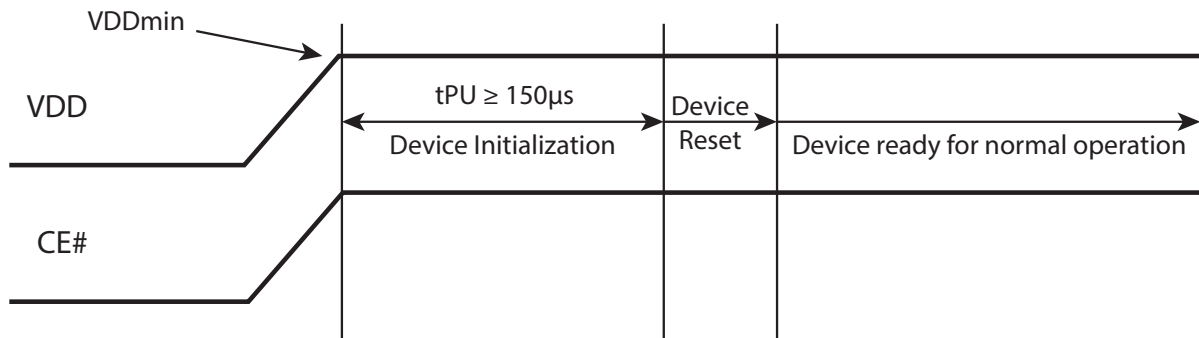 VDDmin
VDD
tPU ≥ 150μs
Device Initialization
Device
Reset
Device ready for normal operation
CE#